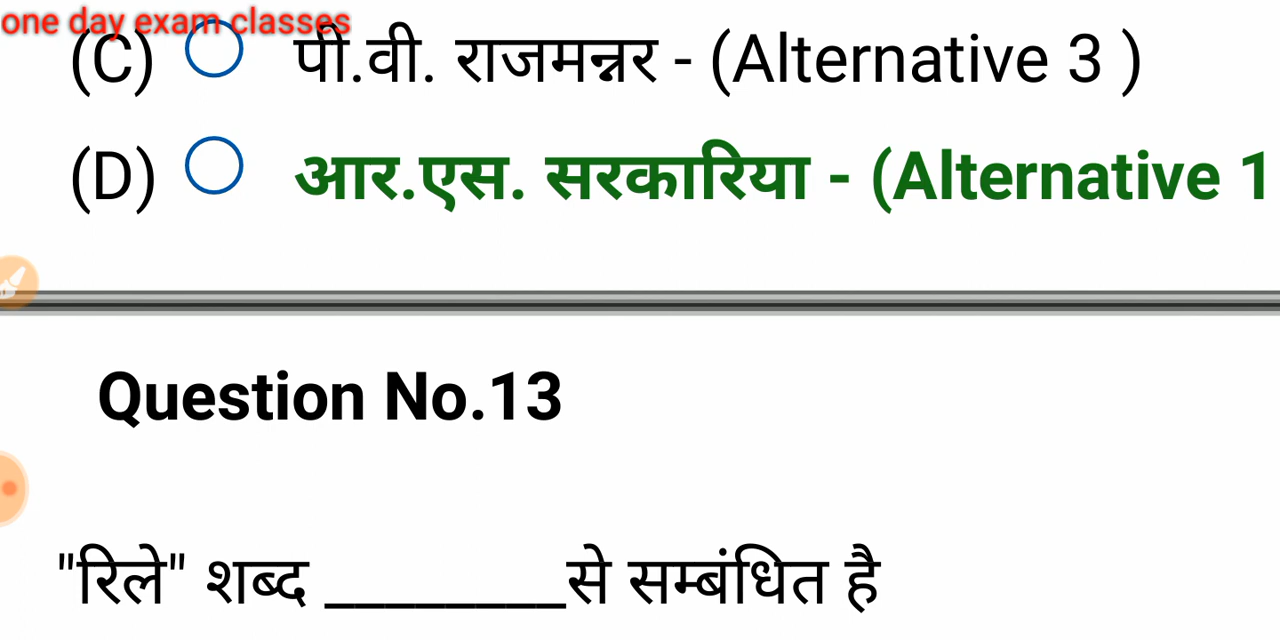 one day exam classes
(C) पी.वी. राजमन्नर - (Alternative 3 )
(D) आर.एस. सरकारिया - (Alternative 1
Question No.13
"रिले" शब्द ________से सम्बंधित है